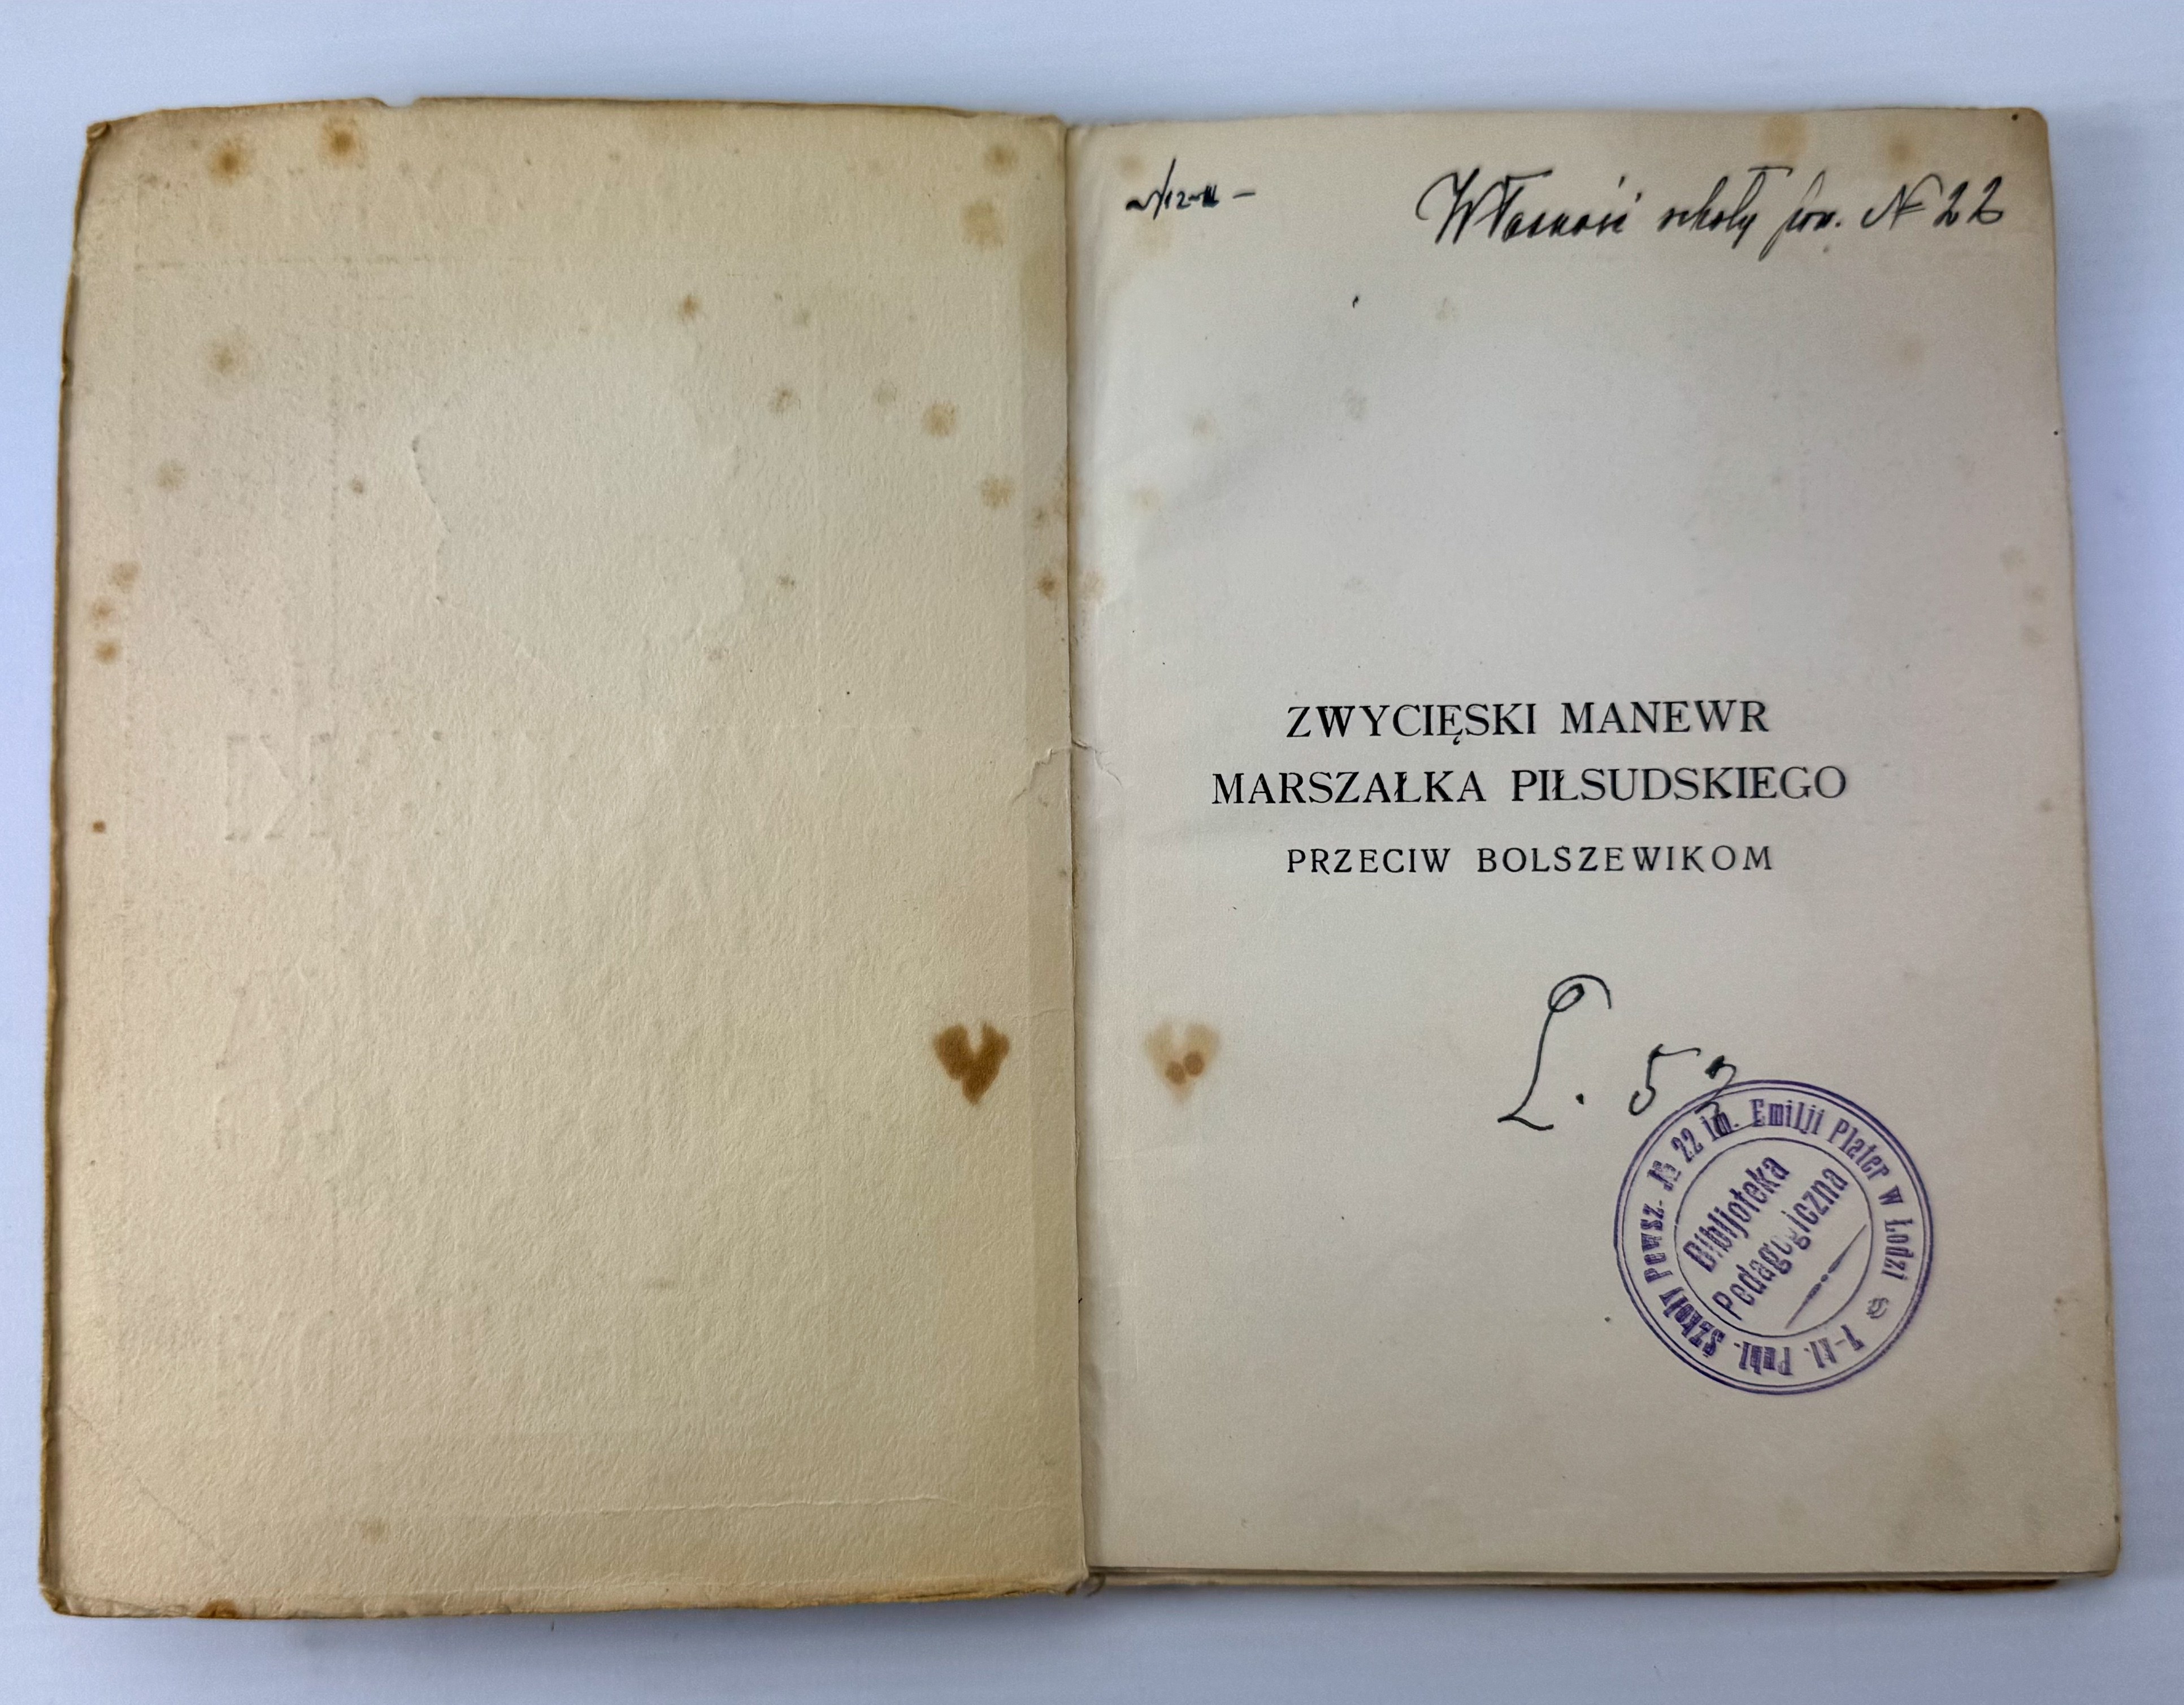 Własność szkoły pow. № 22
ZWYCIĘSKI MANEWR
MARSZAŁKA PIŁSUDSKIEGO
PRZECIW BOLSZEWIKOM
L. 53
7-kl. Publ. Szkoły Powsz. № 22 im. Emilji Plater w Łodzi
Bibljoteka
Pedagogiczna